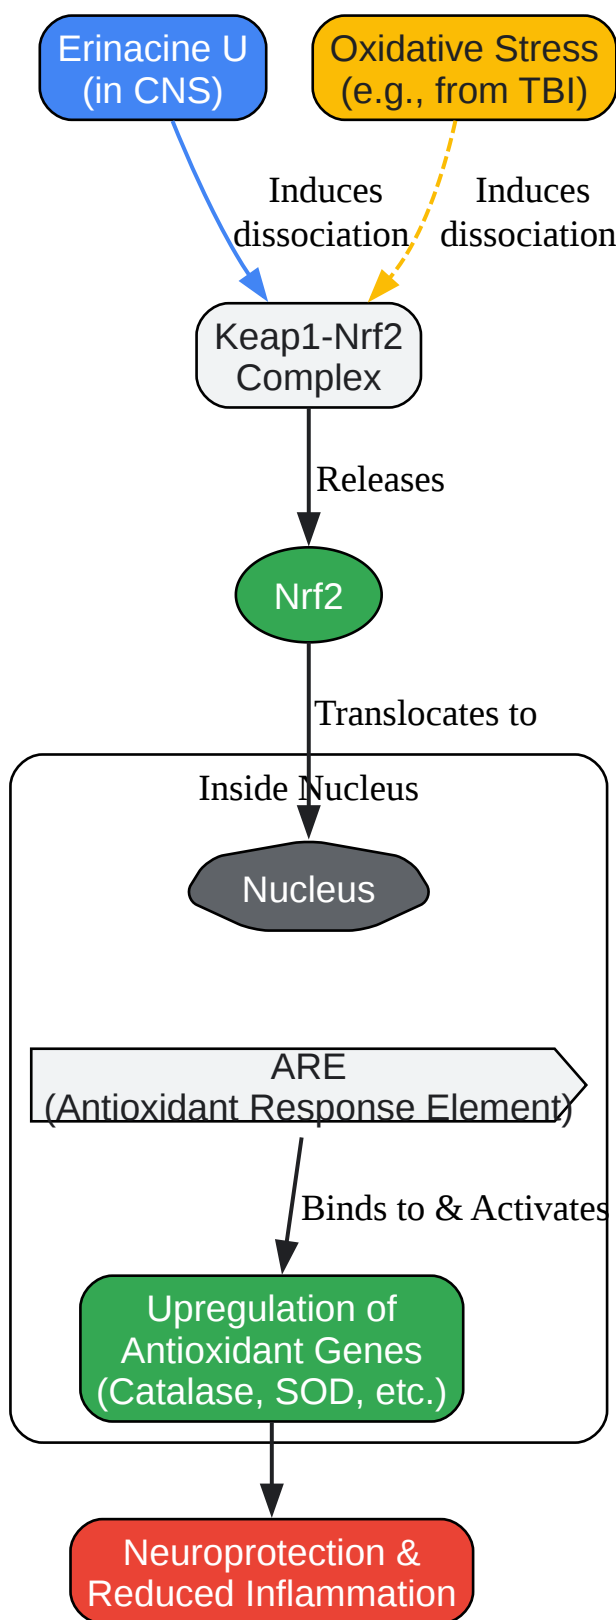 Erinacine U
(in CNS)
Oxidative Stress
(e.g., from TBI)
Induces
dissociation
Induces
dissociation
Keap1-Nrf2
Complex
Releases
Nrf2
Translocates to
Inside Nucleus
Nucleus
ARE
(Antioxidant Response Element)
Binds to & Activates
Upregulation of
Antioxidant Genes
(Catalase, SOD, etc.)
Neuroprotection &
Reduced Inflammation